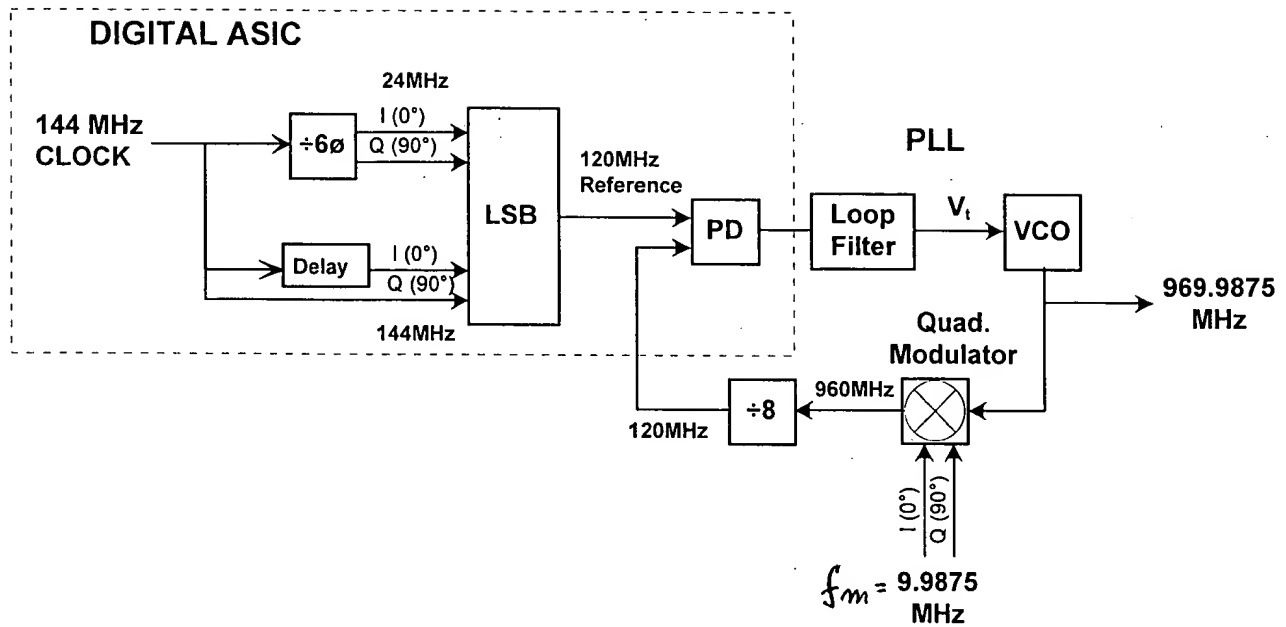 DIGITAL ASIC
24MHz
144 MHz
CLOCK
÷6ø
I (0°)
Q (90°)
LSB
Delay
I (0°)
Q (90°)
144MHz
120MHz
Reference
PD
PLL
Loop
Filter
Vt
VCO
969.9875
MHz
Quad.
Modulator
960MHz
÷8
120MHz
I (0°)
Q (90°)
fm = 9.9875
MHz